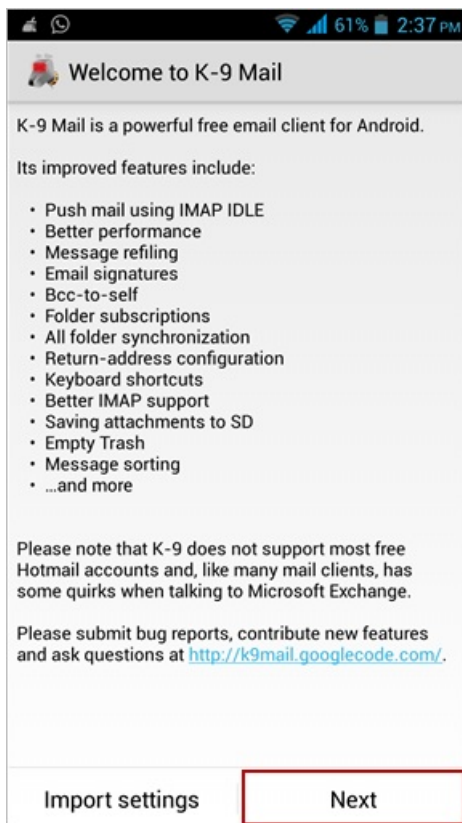 61% 2:37 PM
Welcome to K-9 Mail
K-9 Mail is a powerful free email client for Android.
Its improved features include:
• Push mail using IMAP IDLE
• Better performance
• Message refiling
• Email signatures
• Bcc-to-self
• Folder subscriptions
• All folder synchronization
• Return-address configuration
• Keyboard shortcuts
• Better IMAP support
• Saving attachments to SD
• Empty Trash
• Message sorting
• …and more
Please note that K-9 does not support most free
Hotmail accounts and, like many mail clients, has
some quirks when talking to Microsoft Exchange.
Please submit bug reports, contribute new features
and ask questions at http://k9mail.googlecode.com/.
Import settings Next